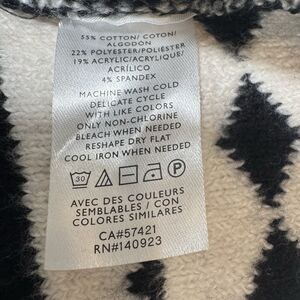 55% COTTON/ COTON/
ALGODON
22% POLYESTER/POLIESTER
19% ACRYLIC/ACRYLIQUE/
ACRÍLICO
4% SPANDEX
MACHINE WASH COLD
DELICATE CYCLE
WITH LIKE COLORS
ONLY NON-CHLORINE
BLEACH WHEN NEEDED
RESHAPE DRY FLAT
COOL IRON WHEN NEEDED
30 P
AVEC DES COULEURS
SEMBLABLES / CON
COLORES SIMILARES
CA#57421
RN#140923